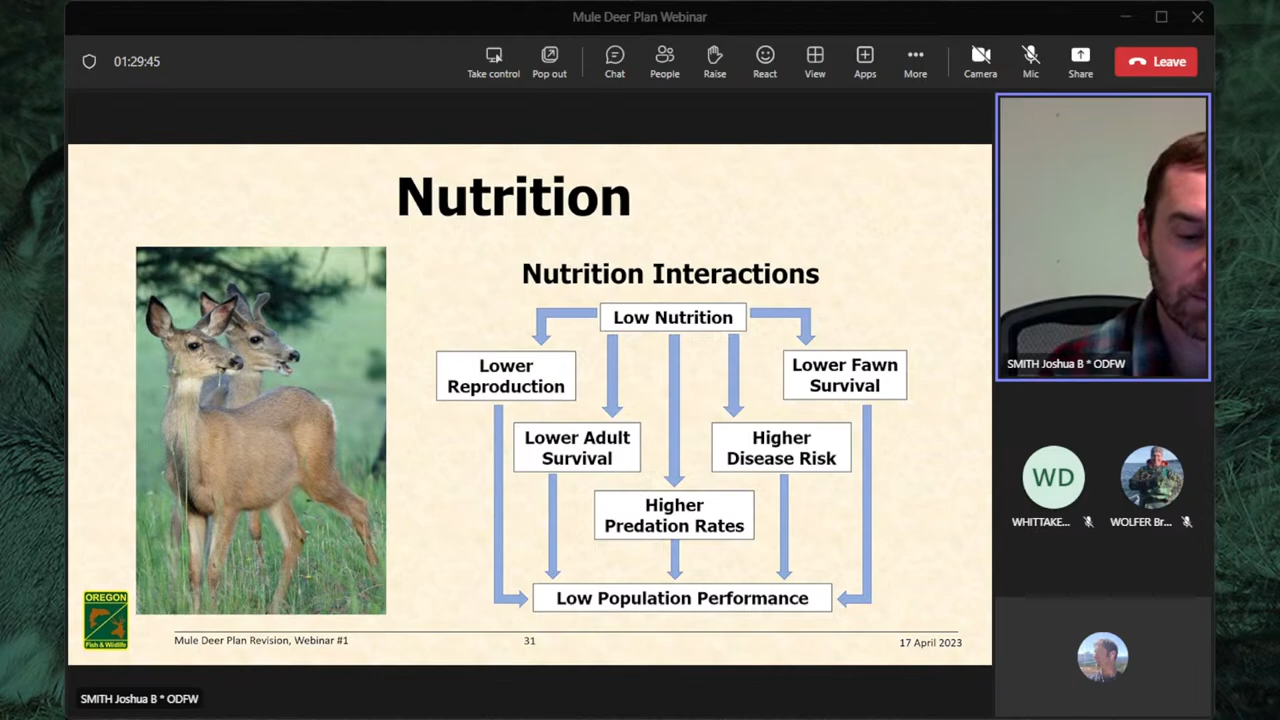 Mule Deer Plan Webinar
01:29:45
Take control
Pop out
Chat
People
Raise
React
View
Apps
More
Camera
Mic
Share
Leave
Nutrition
Nutrition Interactions
Low Nutrition
Lower
Reproduction
Lower Fawn
Survival
Lower Adult
Survival
Higher
Disease Risk
Higher
Predation Rates
Low Population Performance
OREGON
Fish & Wildlife
Mule Deer Plan Revision, Webinar #1
31
17 April 2023
SMITH Joshua B * ODFW
WD
WHITTAKE...
WOLFER Br...
SMITH Joshua B * ODFW